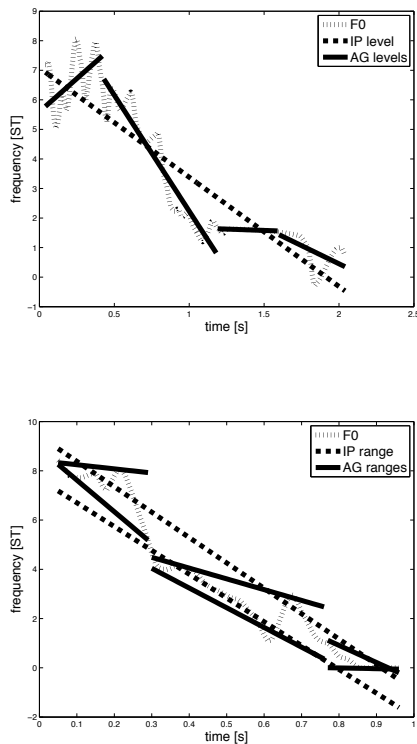 9
8
7
6
5
4
3
2
1
0
−1
frequency [ST]
F0
IP level
AG levels
0 0.5 1 1.5 2 2.5
time [s]
10
8
6
4
2
0
−2
frequency [ST]
F0
IP range
AG ranges
0 0.1 0.2 0.3 0.4 0.5 0.6 0.7 0.8 0.9 1
time [s]